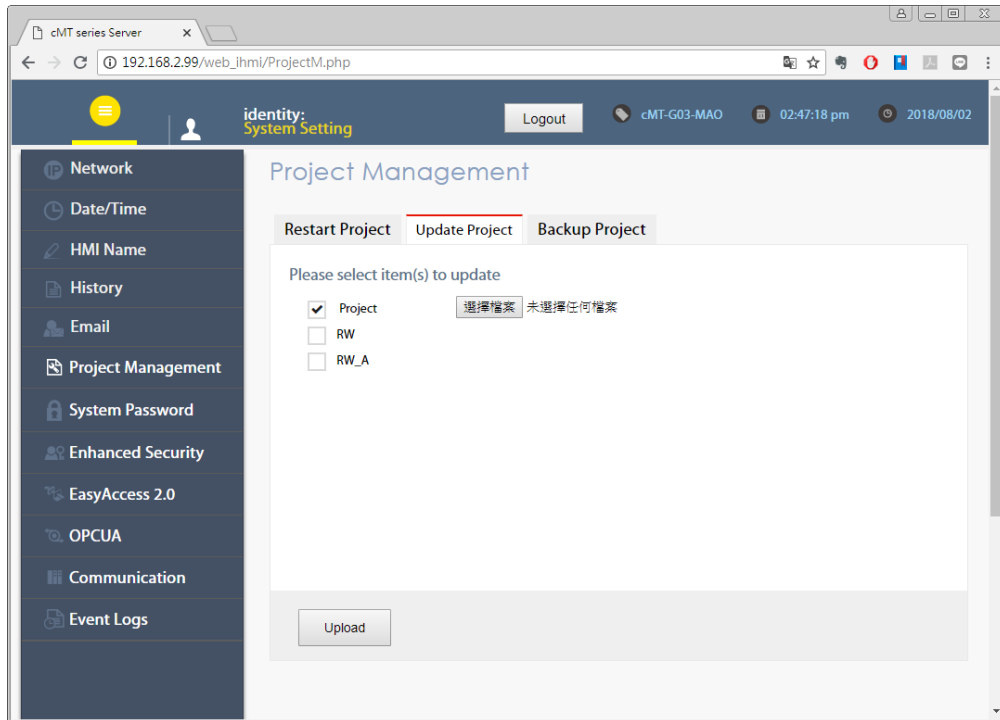 cMT series Server
192.168.2.99/web_ihmi/ProjectM.php
identity:
System Setting
Logout
cMT-G03-MAO
02:47:18 pm
2018/08/02
Network
Date/Time
HMI Name
History
Email
Project Management
System Password
Enhanced Security
EasyAccess 2.0
OPCUA
Communication
Event Logs
Project Management
Restart Project
Update Project
Backup Project
Please select item(s) to update
Project
選擇檔案 未選擇任何檔案
RW
RW_A
Upload